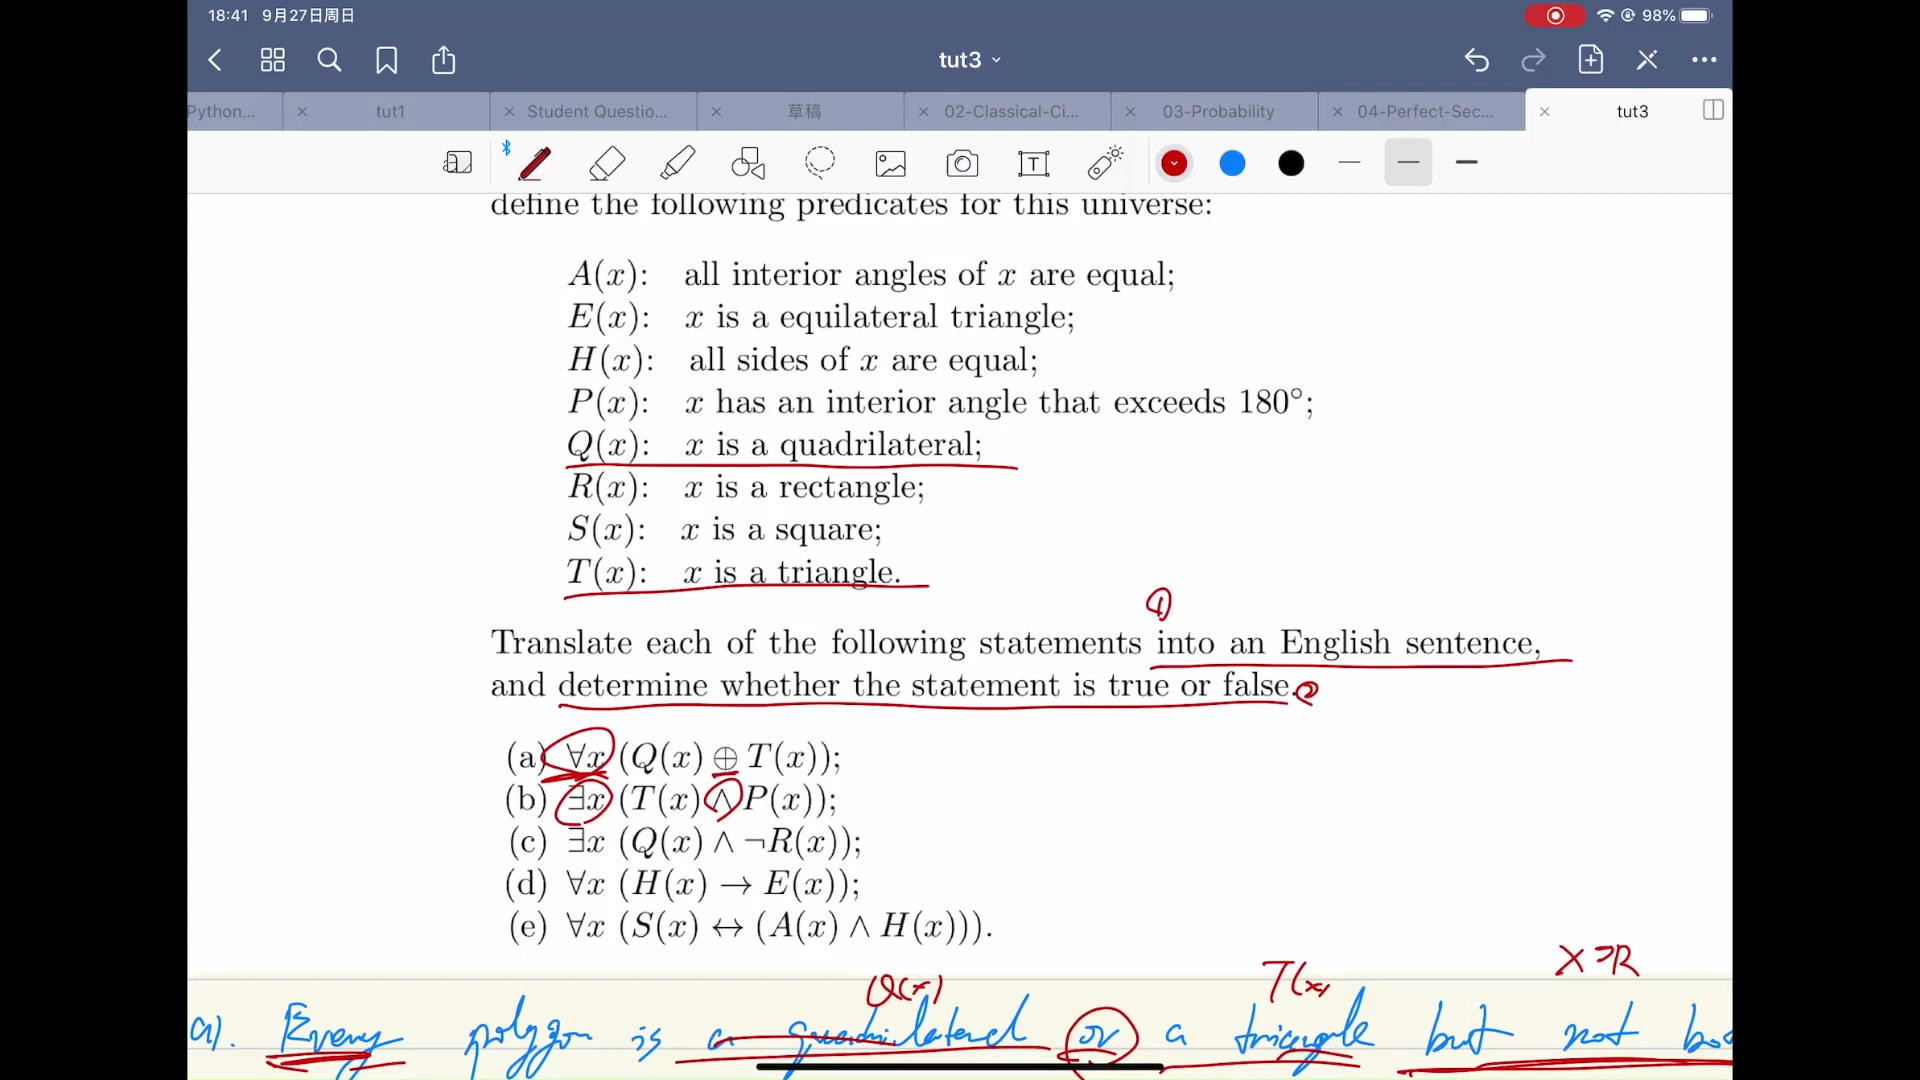 18:41 9月27日周日
98%
tut3
Python...
tut1
Student Questio...
草稿
02-Classical-Ci...
03-Probability
04-Perfect-Sec...
tut3
define the following predicates for this universe:
A(x): all interior angles of x are equal;
E(x): x is a equilateral triangle;
H(x): all sides of x are equal;
P(x): x has an interior angle that exceeds 180°;
Q(x): x is a quadrilateral;
R(x): x is a rectangle;
S(x): x is a square;
T(x): x is a triangle.
①
Translate each of the following statements into an English sentence,
and determine whether the statement is true or false. ②
(a) ∀x (Q(x) ⊕ T(x));
(b) ∃x (T(x) ∧ P(x));
(c) ∃x (Q(x) ∧ ¬R(x));
(d) ∀x (H(x) → E(x));
(e) ∀x (S(x) ↔ (A(x) ∧ H(x))).
Q(x) T(x)
a). Every polygon is a quadrilateral or a triangle but not bo